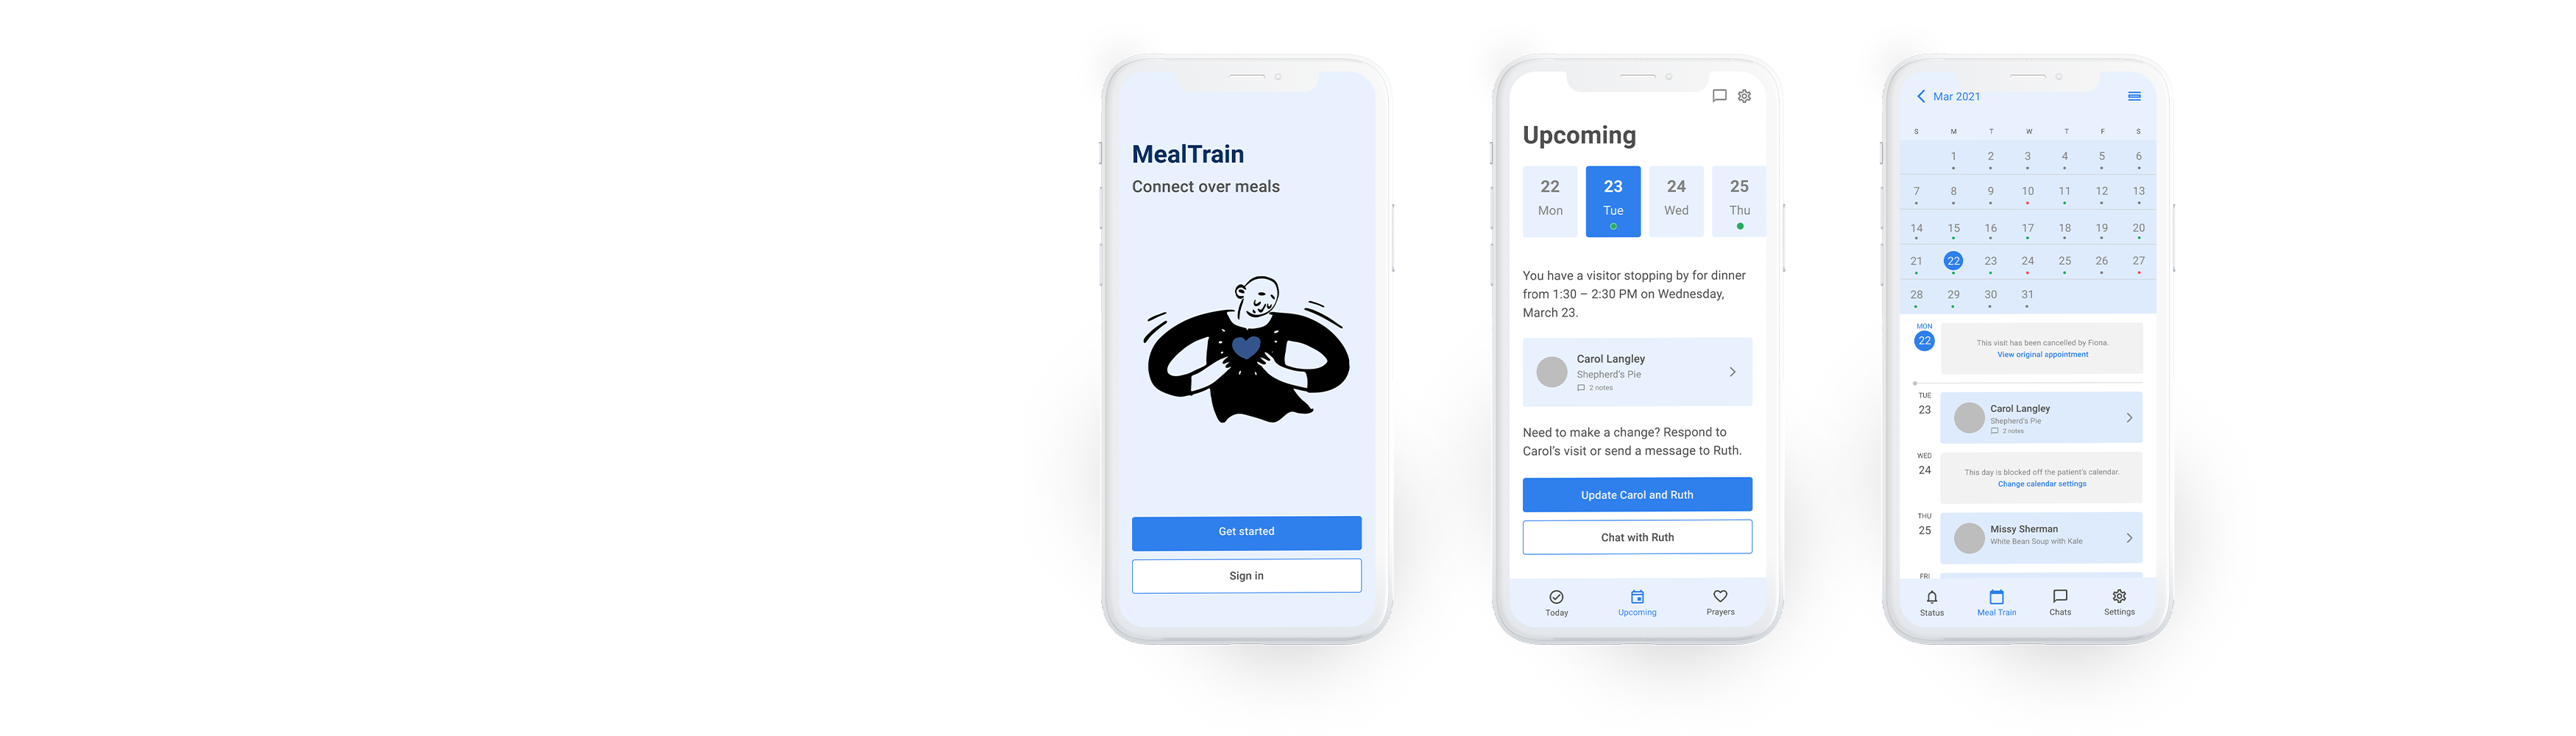 MealTrain
Connect over meals
Get started
Sign in
Upcoming
22 23 24 25
Mon Tue Wed Thu
You have a visitor stopping by for dinner
from 1:30 – 2:30 PM on Wednesday,
March 23.
Carol Langley
Shepherd's Pie
2 notes
Need to make a change? Respond to
Carol's visit or send a message to Ruth.
Update Carol and Ruth
Chat with Ruth
Today Upcoming Prayers
Mar 2021
S M T W T F S
1 2 3 4 5 6
7 8 9 10 11 12 13
14 15 16 17 18 19 20
21 22 23 24 25 26 27
28 29 30 31
MON
22
This visit has been cancelled by Fiona.
View original appointment
TUE
23
Carol Langley
Shepherd's Pie
2 notes
WED
24
This day is blocked off the patient's calendar.
Change calendar settings
THU
25
Missy Sherman
White Bean Soup with Kale
FRI
Status Meal Train Chats Settings